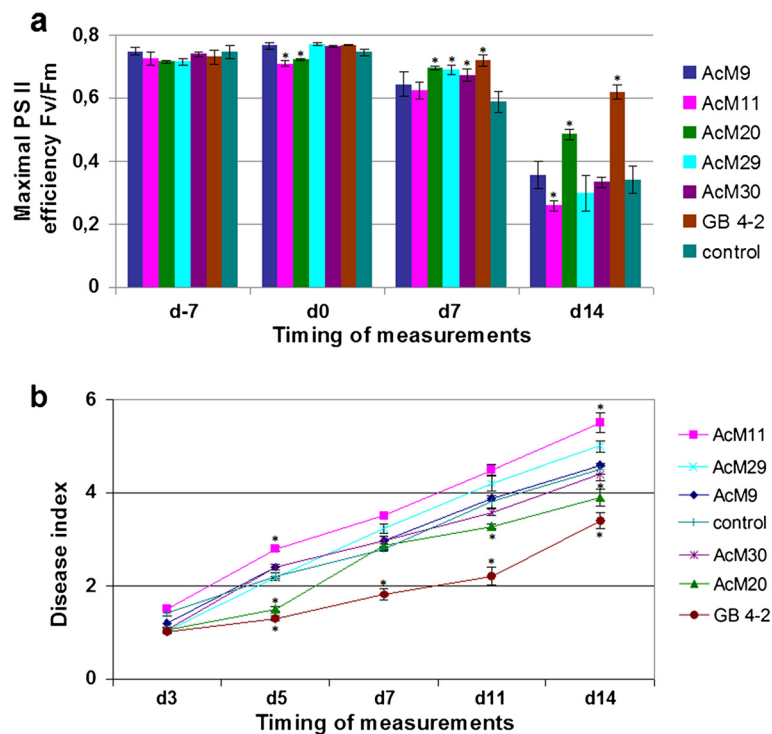 a
Maximal PS II
efficiency Fv/Fm
0,8
0,6
0,4
0,2
0
* *
* * * *
* * *
d-7 d0 d7 d14
Timing of measurements
AcM9
AcM11
AcM20
AcM29
AcM30
GB 4-2
control
b
Disease index
6
4
2
0
* * *
* * * *
* * *
d3 d5 d7 d11 d14
Timing of measurements
AcM11
AcM29
AcM9
control
AcM30
AcM20
GB 4-2